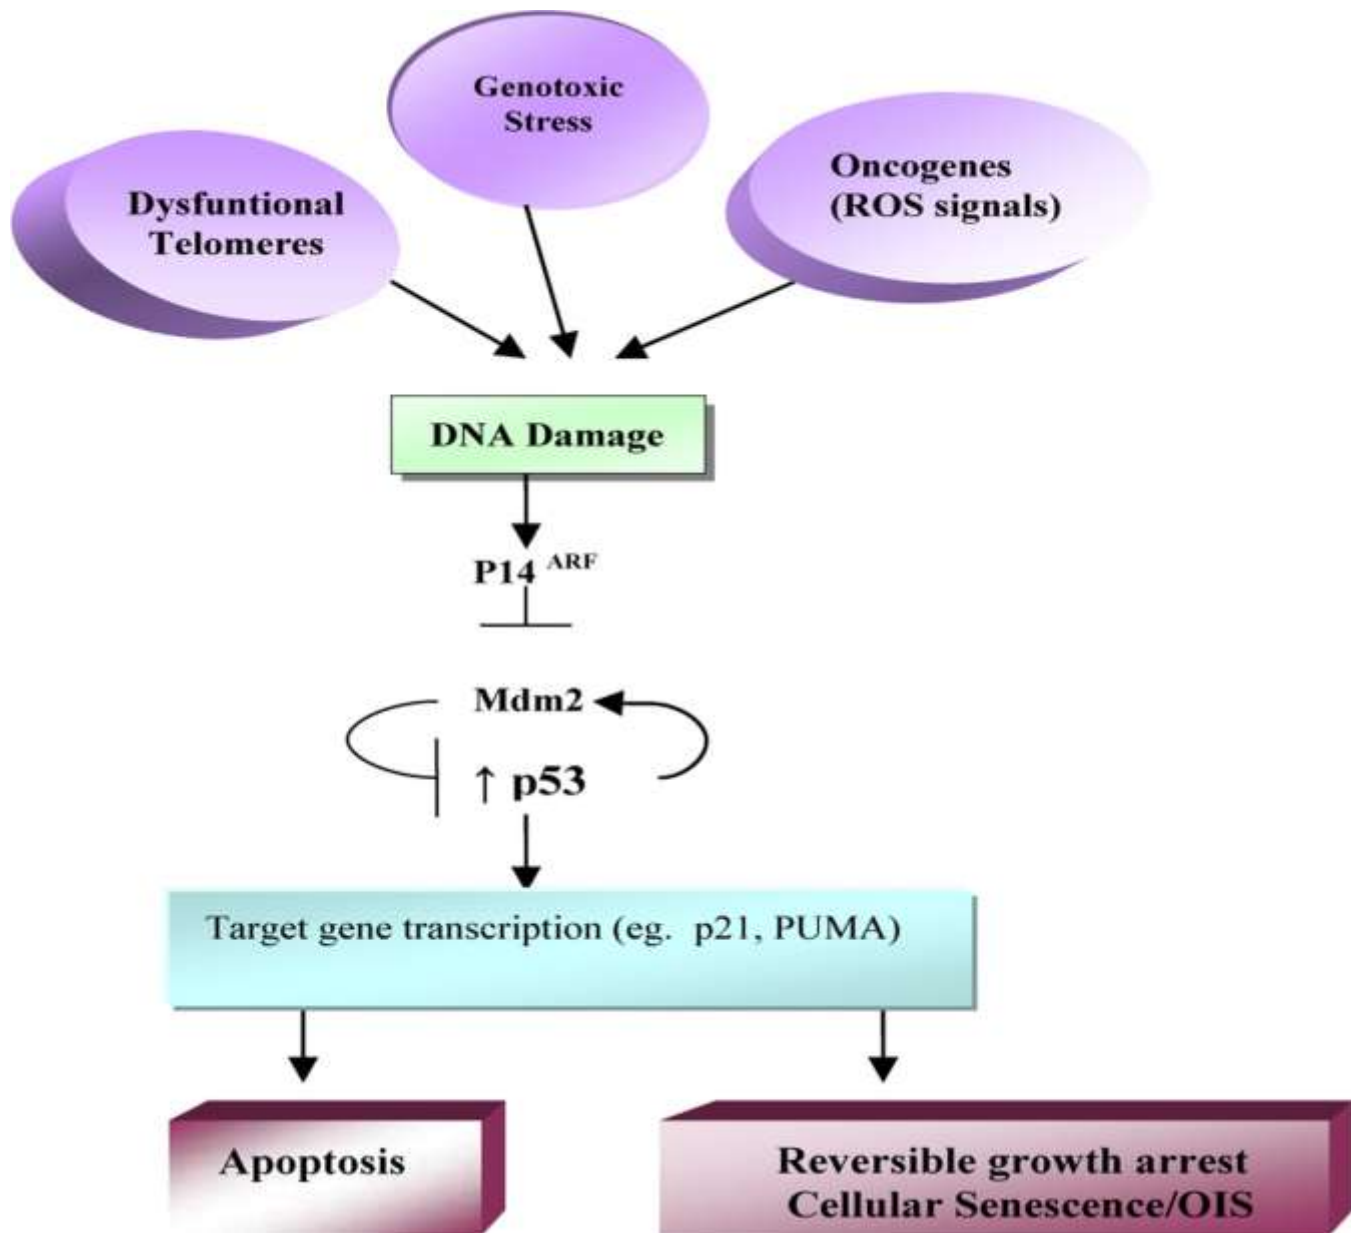 Genotoxic
Stress
Dysfuntional
Telomeres
Oncogenes
(ROS signals)
DNA Damage
P14 ARF
Mdm2
↑ p53
Target gene transcription (eg. p21, PUMA)
Apoptosis
Reversible growth arrest
Cellular Senescence/OIS